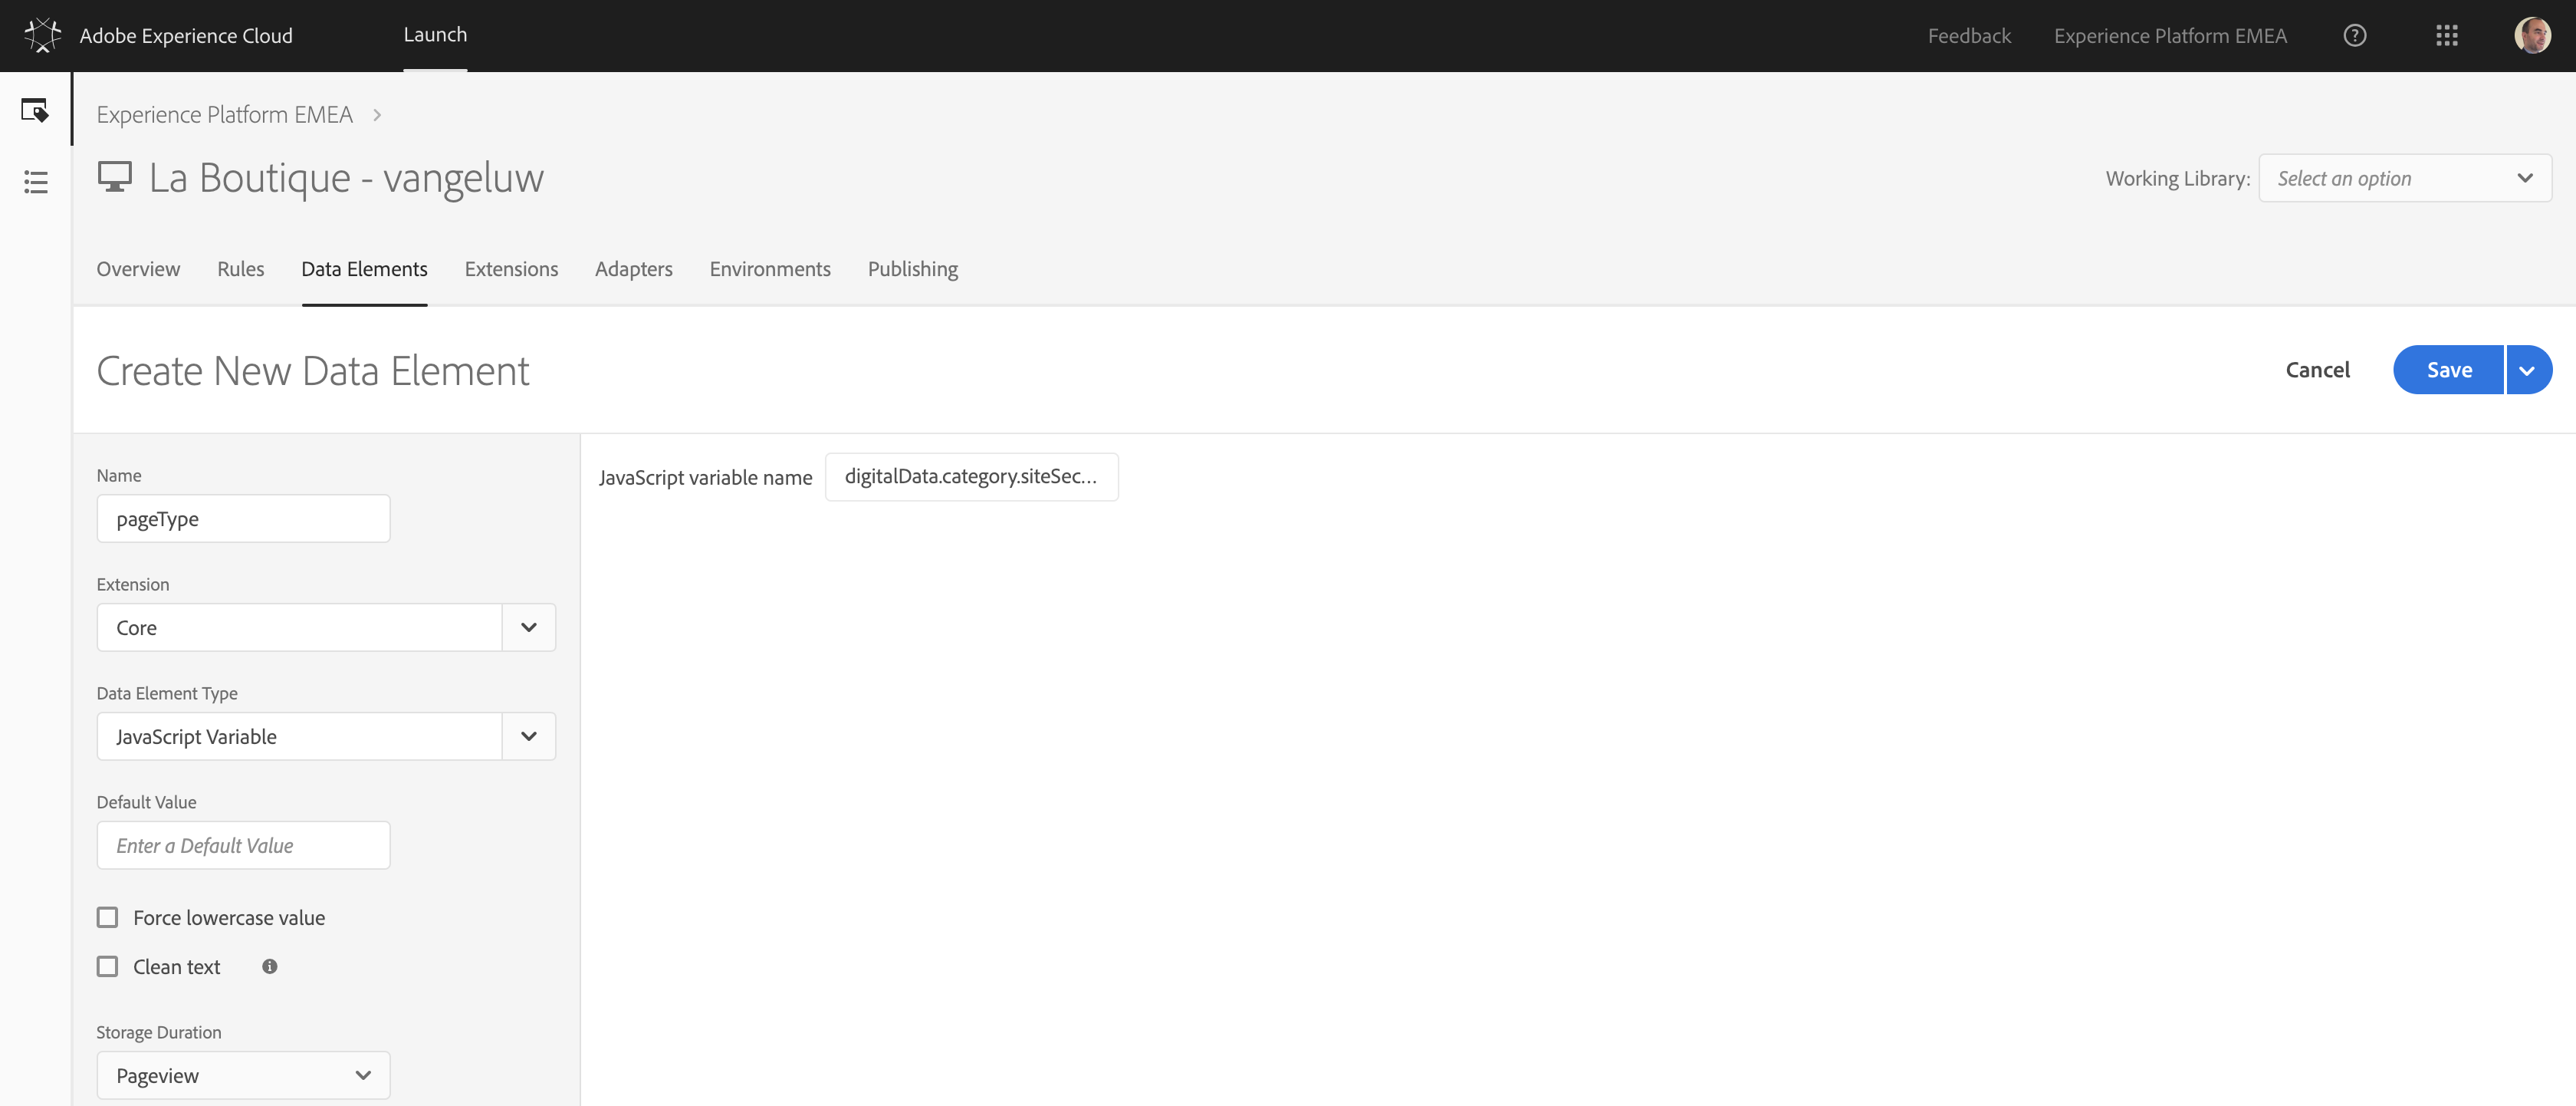 Adobe Experience Cloud
Launch
Feedback
Experience Platform EMEA
Experience Platform EMEA
La Boutique - vangeluw
Working Library:
Select an option
Overview
Rules
Data Elements
Extensions
Adapters
Environments
Publishing
Create New Data Element
Cancel
Save
Name
pageType
Extension
Core
Data Element Type
JavaScript Variable
Default Value
Enter a Default Value
Force lowercase value
Clean text
Storage Duration
Pageview
JavaScript variable name
digitalData.category.siteSec...